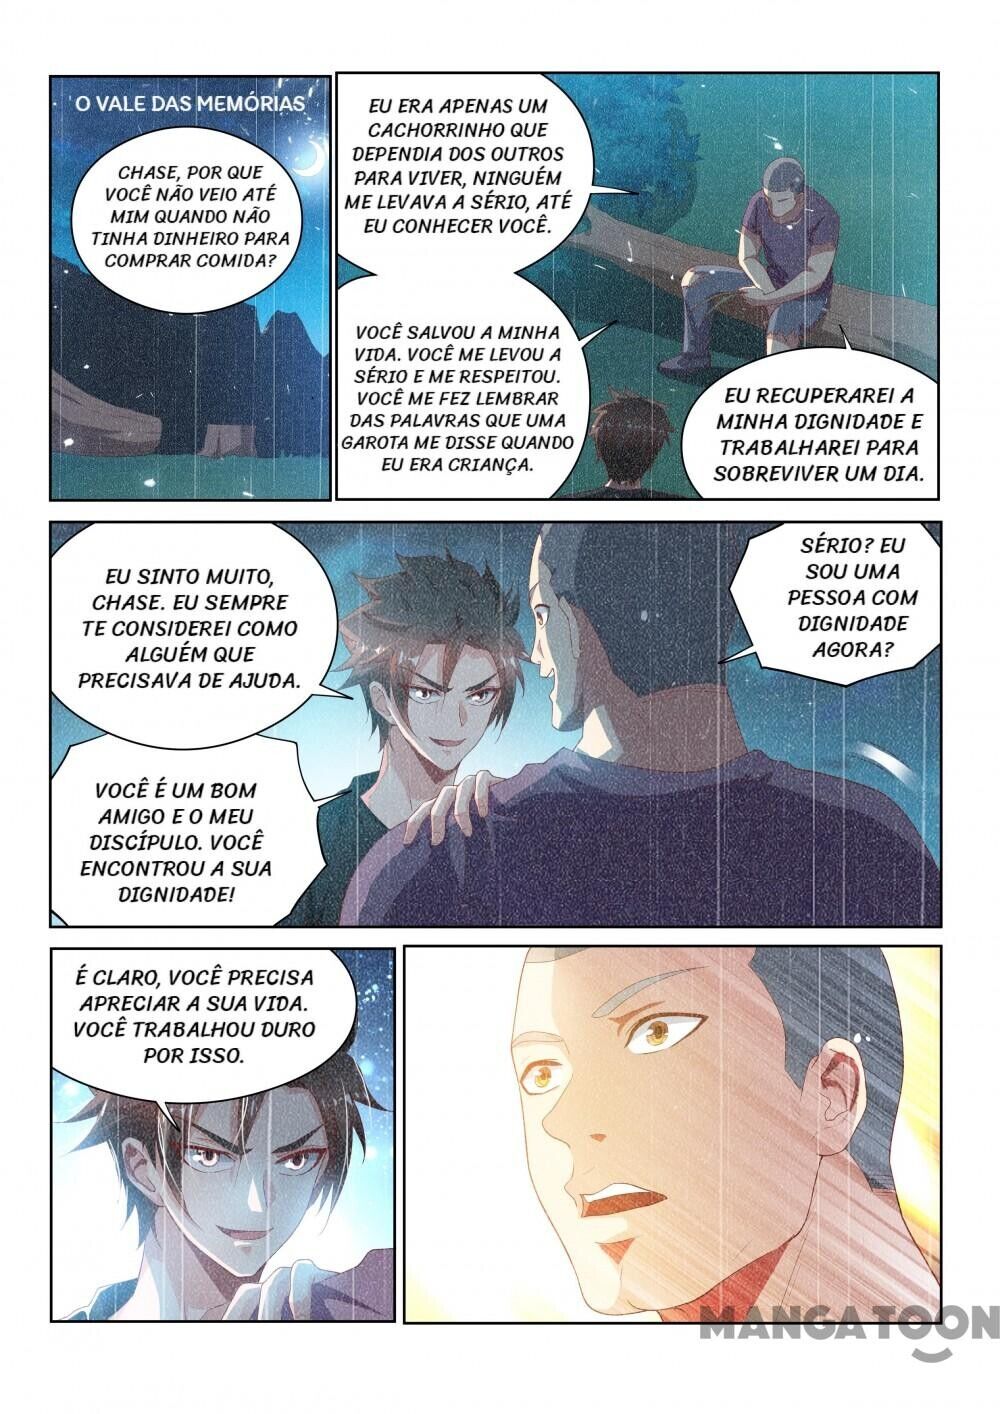 O VALE DAS MEMÓRIAS
CHASE, POR QUE
VOCÊ NÃO VEIO ATÉ
MIM QUANDO NÃO
TINHA DINHEIRO PARA
COMPRAR COMIDA?
EU ERA APENAS UM
CACHORRINHO QUE
DEPENDIA DOS OUTROS
PARA VIVER, NINGUÉM
ME LEVAVA A SÉRIO, ATÉ
EU CONHECER VOCÊ.
VOCÊ SALVOU A MINHA
VIDA. VOCÊ ME LEVOU A
SÉRIO E ME RESPEITOU.
VOCÊ ME FEZ LEMBRAR
DAS PALAVRAS QUE UMA
GAROTA ME DISSE QUANDO
EU ERA CRIANÇA.
EU RECUPERAREI A
MINHA DIGNIDADE E
TRABALHAREI PARA
SOBREVIVER UM DIA.
EU SINTO MUITO,
CHASE. EU SEMPRE
TE CONSIDEREI COMO
ALGUÉM QUE
PRECISAVA DE AJUDA.
SÉRIO? EU
SOU UMA
PESSOA COM
DIGNIDADE
AGORA?
VOCÊ É UM BOM
AMIGO E O MEU
DISCÍPULO. VOCÊ
ENCONTROU A SUA
DIGNIDADE!
É CLARO, VOCÊ PRECISA
APRECIAR A SUA VIDA.
VOCÊ TRABALHOU DURO
POR ISSO.
MANGATOON